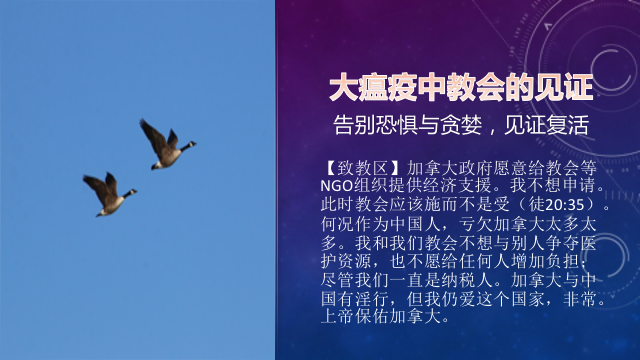 大瘟疫中教会的见证
告别恐惧与贪婪，见证复活
【致教区】加拿大政府愿意给教会等
NGO组织提供经济支援。我不想申请。
此时教会应该施而不是受（徒20:35）。
何况作为中国人，亏欠加拿大太多太
多。我和我们教会不想与别人争夺医
护资源，也不愿给任何人增加负担；
尽管我们一直是纳税人。加拿大与中
国有淫行，但我仍爱这个国家，非常。
上帝保佑加拿大。